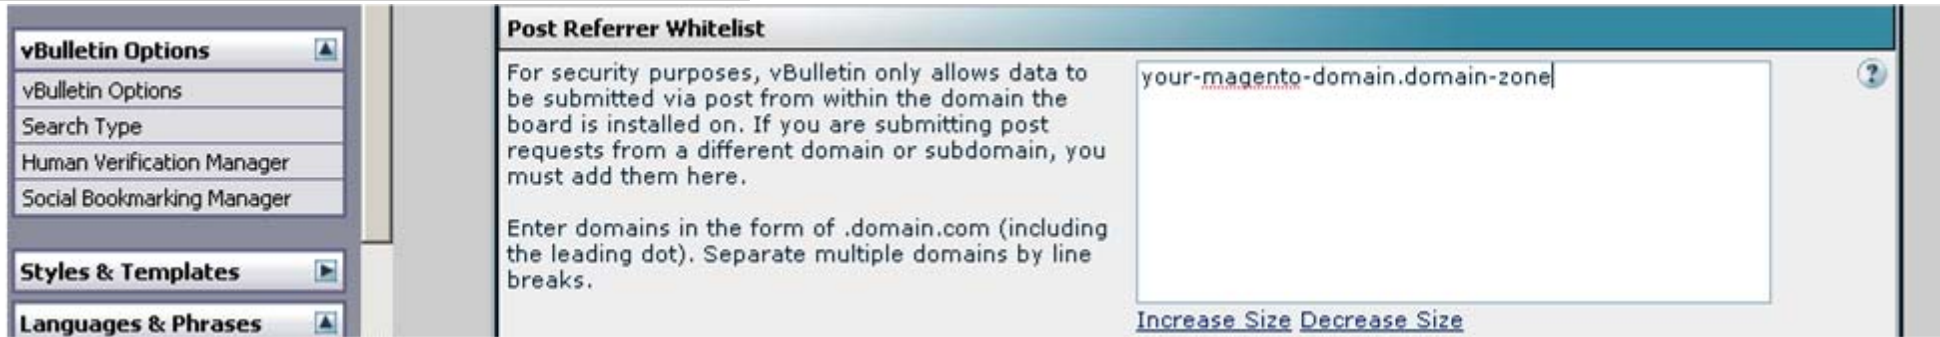 vBulletin Options
vBulletin Options
Search Type
Human Verification Manager
Social Bookmarking Manager
Styles & Templates
Languages & Phrases
Post Referrer Whitelist
For security purposes, vBulletin only allows data to
be submitted via post from within the domain the
board is installed on. If you are submitting post
requests from a different domain or subdomain, you
must add them here.
Enter domains in the form of .domain.com (including
the leading dot). Separate multiple domains by line
breaks.
your-magento-domain.domain-zone
?
Increase Size Decrease Size